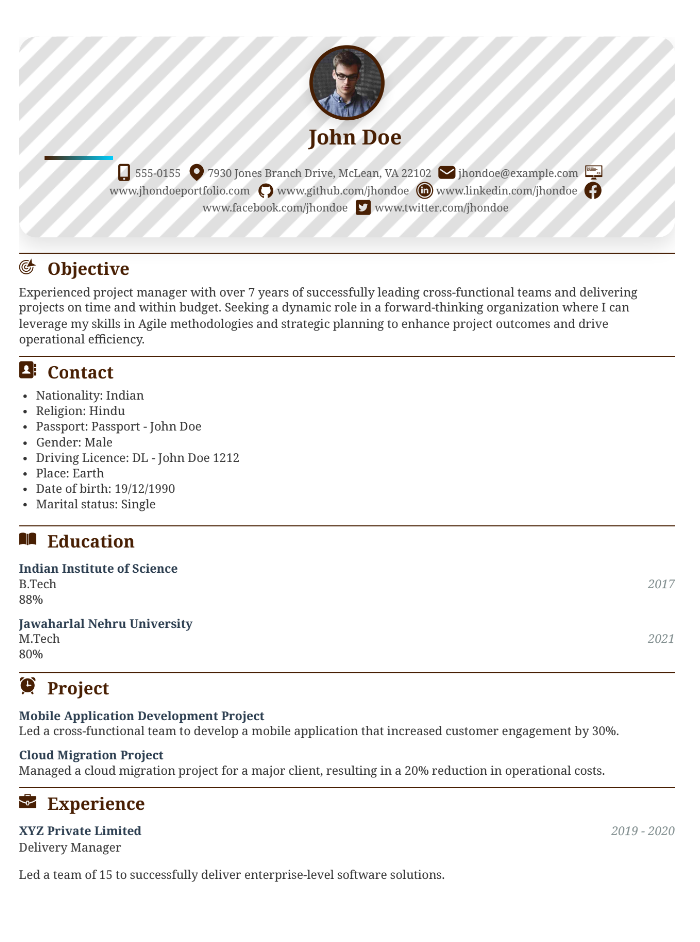 John Doe
555-0155 7930 Jones Branch Drive, McLean, VA 22102 jhondoe@example.com
www.jhondoeportfolio.com www.github.com/jhondoe www.linkedin.com/jhondoe
www.facebook.com/jhondoe www.twitter.com/jhondoe
Objective
Experienced project manager with over 7 years of successfully leading cross-functional teams and delivering
projects on time and within budget. Seeking a dynamic role in a forward-thinking organization where I can
leverage my skills in Agile methodologies and strategic planning to enhance project outcomes and drive
operational efficiency.
Contact
• Nationality: Indian
• Religion: Hindu
• Passport: Passport - John Doe
• Gender: Male
• Driving Licence: DL - John Doe 1212
• Place: Earth
• Date of birth: 19/12/1990
• Marital status: Single
Education
Indian Institute of Science
B.Tech 2017
88%
Jawaharlal Nehru University
M.Tech 2021
80%
Project
Mobile Application Development Project
Led a cross-functional team to develop a mobile application that increased customer engagement by 30%.
Cloud Migration Project
Managed a cloud migration project for a major client, resulting in a 20% reduction in operational costs.
Experience
XYZ Private Limited 2019 - 2020
Delivery Manager
Led a team of 15 to successfully deliver enterprise-level software solutions.